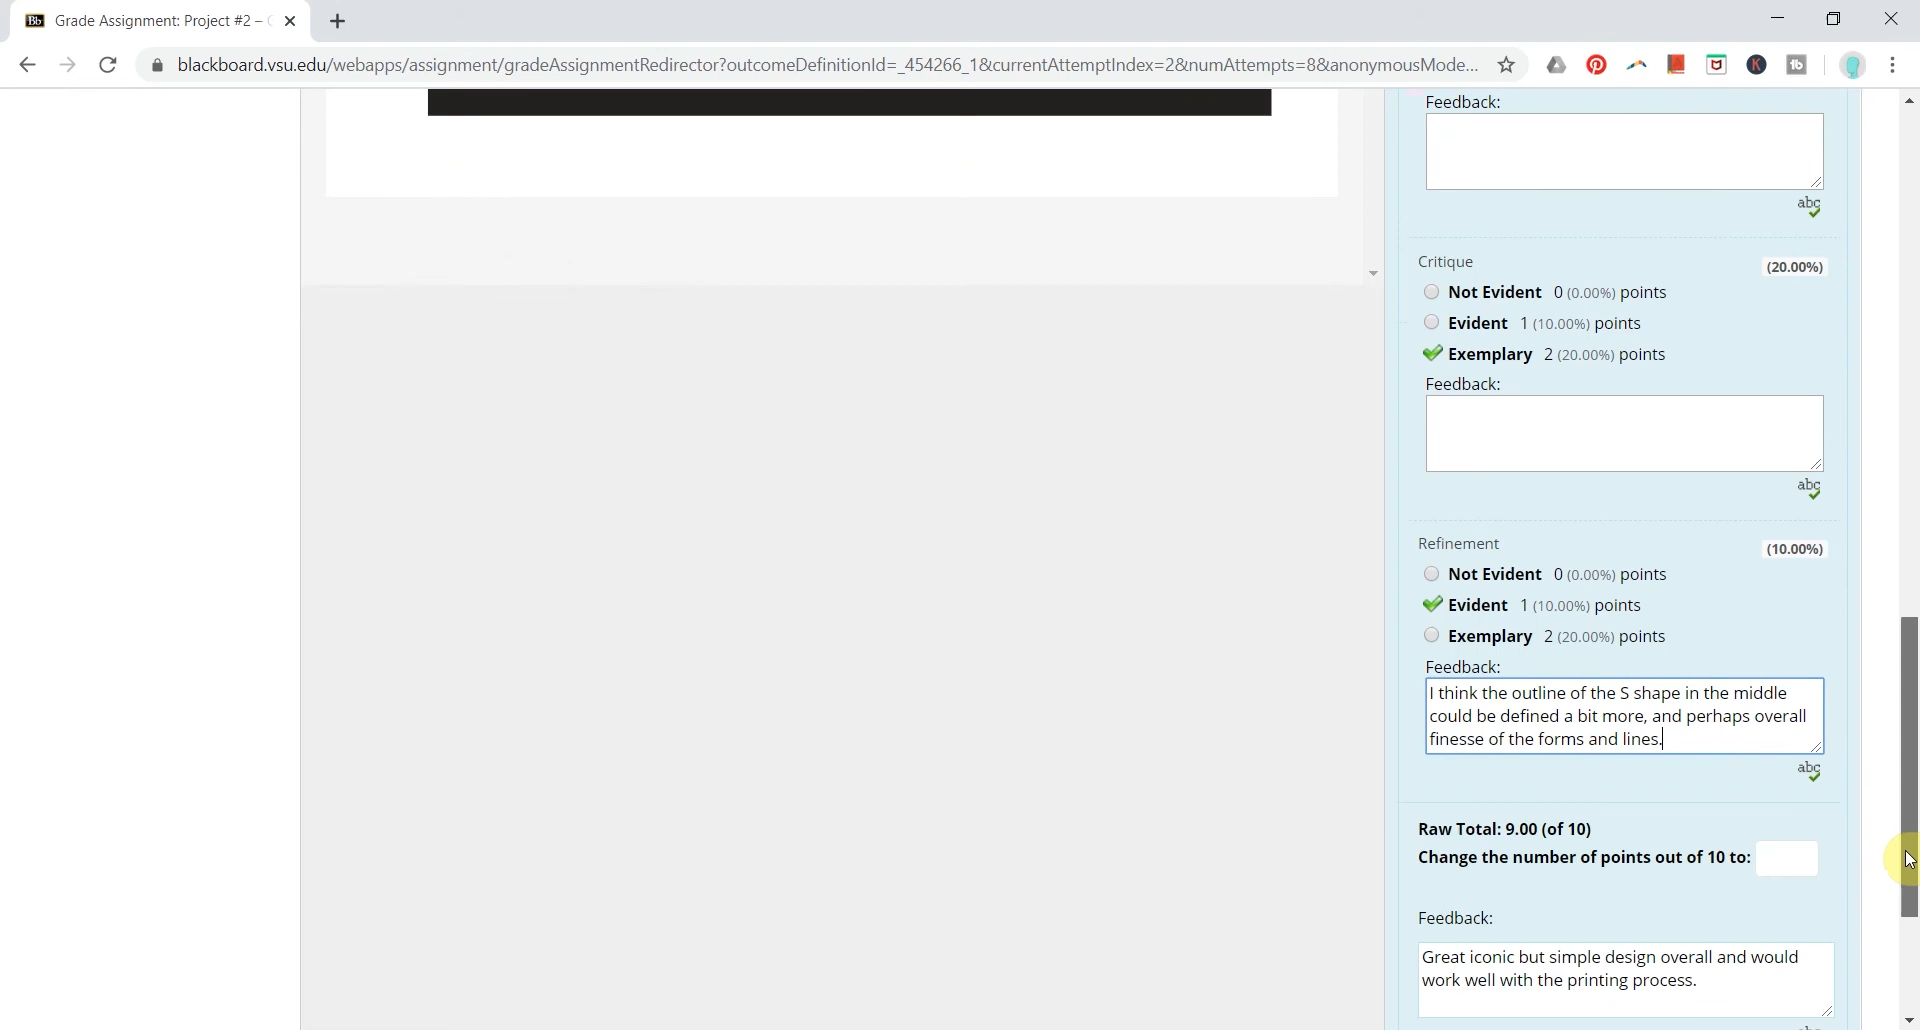 Bb Grade Assignment: Project #2 –
blackboard.vsu.edu/webapps/assignment/gradeAssignmentRedirector?outcomeDefinitionId=_454266_1&currentAttemptIndex=2&numAttempts=8&anonymousMode...
K
tb
Feedback:
abc
Critique
(20.00%)
Not Evident 0 (0.00%) points
Evident 1 (10.00%) points
Exemplary 2 (20.00%) points
Feedback:
abc
Refinement
(10.00%)
Not Evident 0 (0.00%) points
Evident 1 (10.00%) points
Exemplary 2 (20.00%) points
Feedback:
I think the outline of the S shape in the middle
could be defined a bit more, and perhaps overall
finesse of the forms and lines.
abc
Raw Total: 9.00 (of 10)
Change the number of points out of 10 to:
Feedback:
Great iconic but simple design overall and would
work well with the printing process.